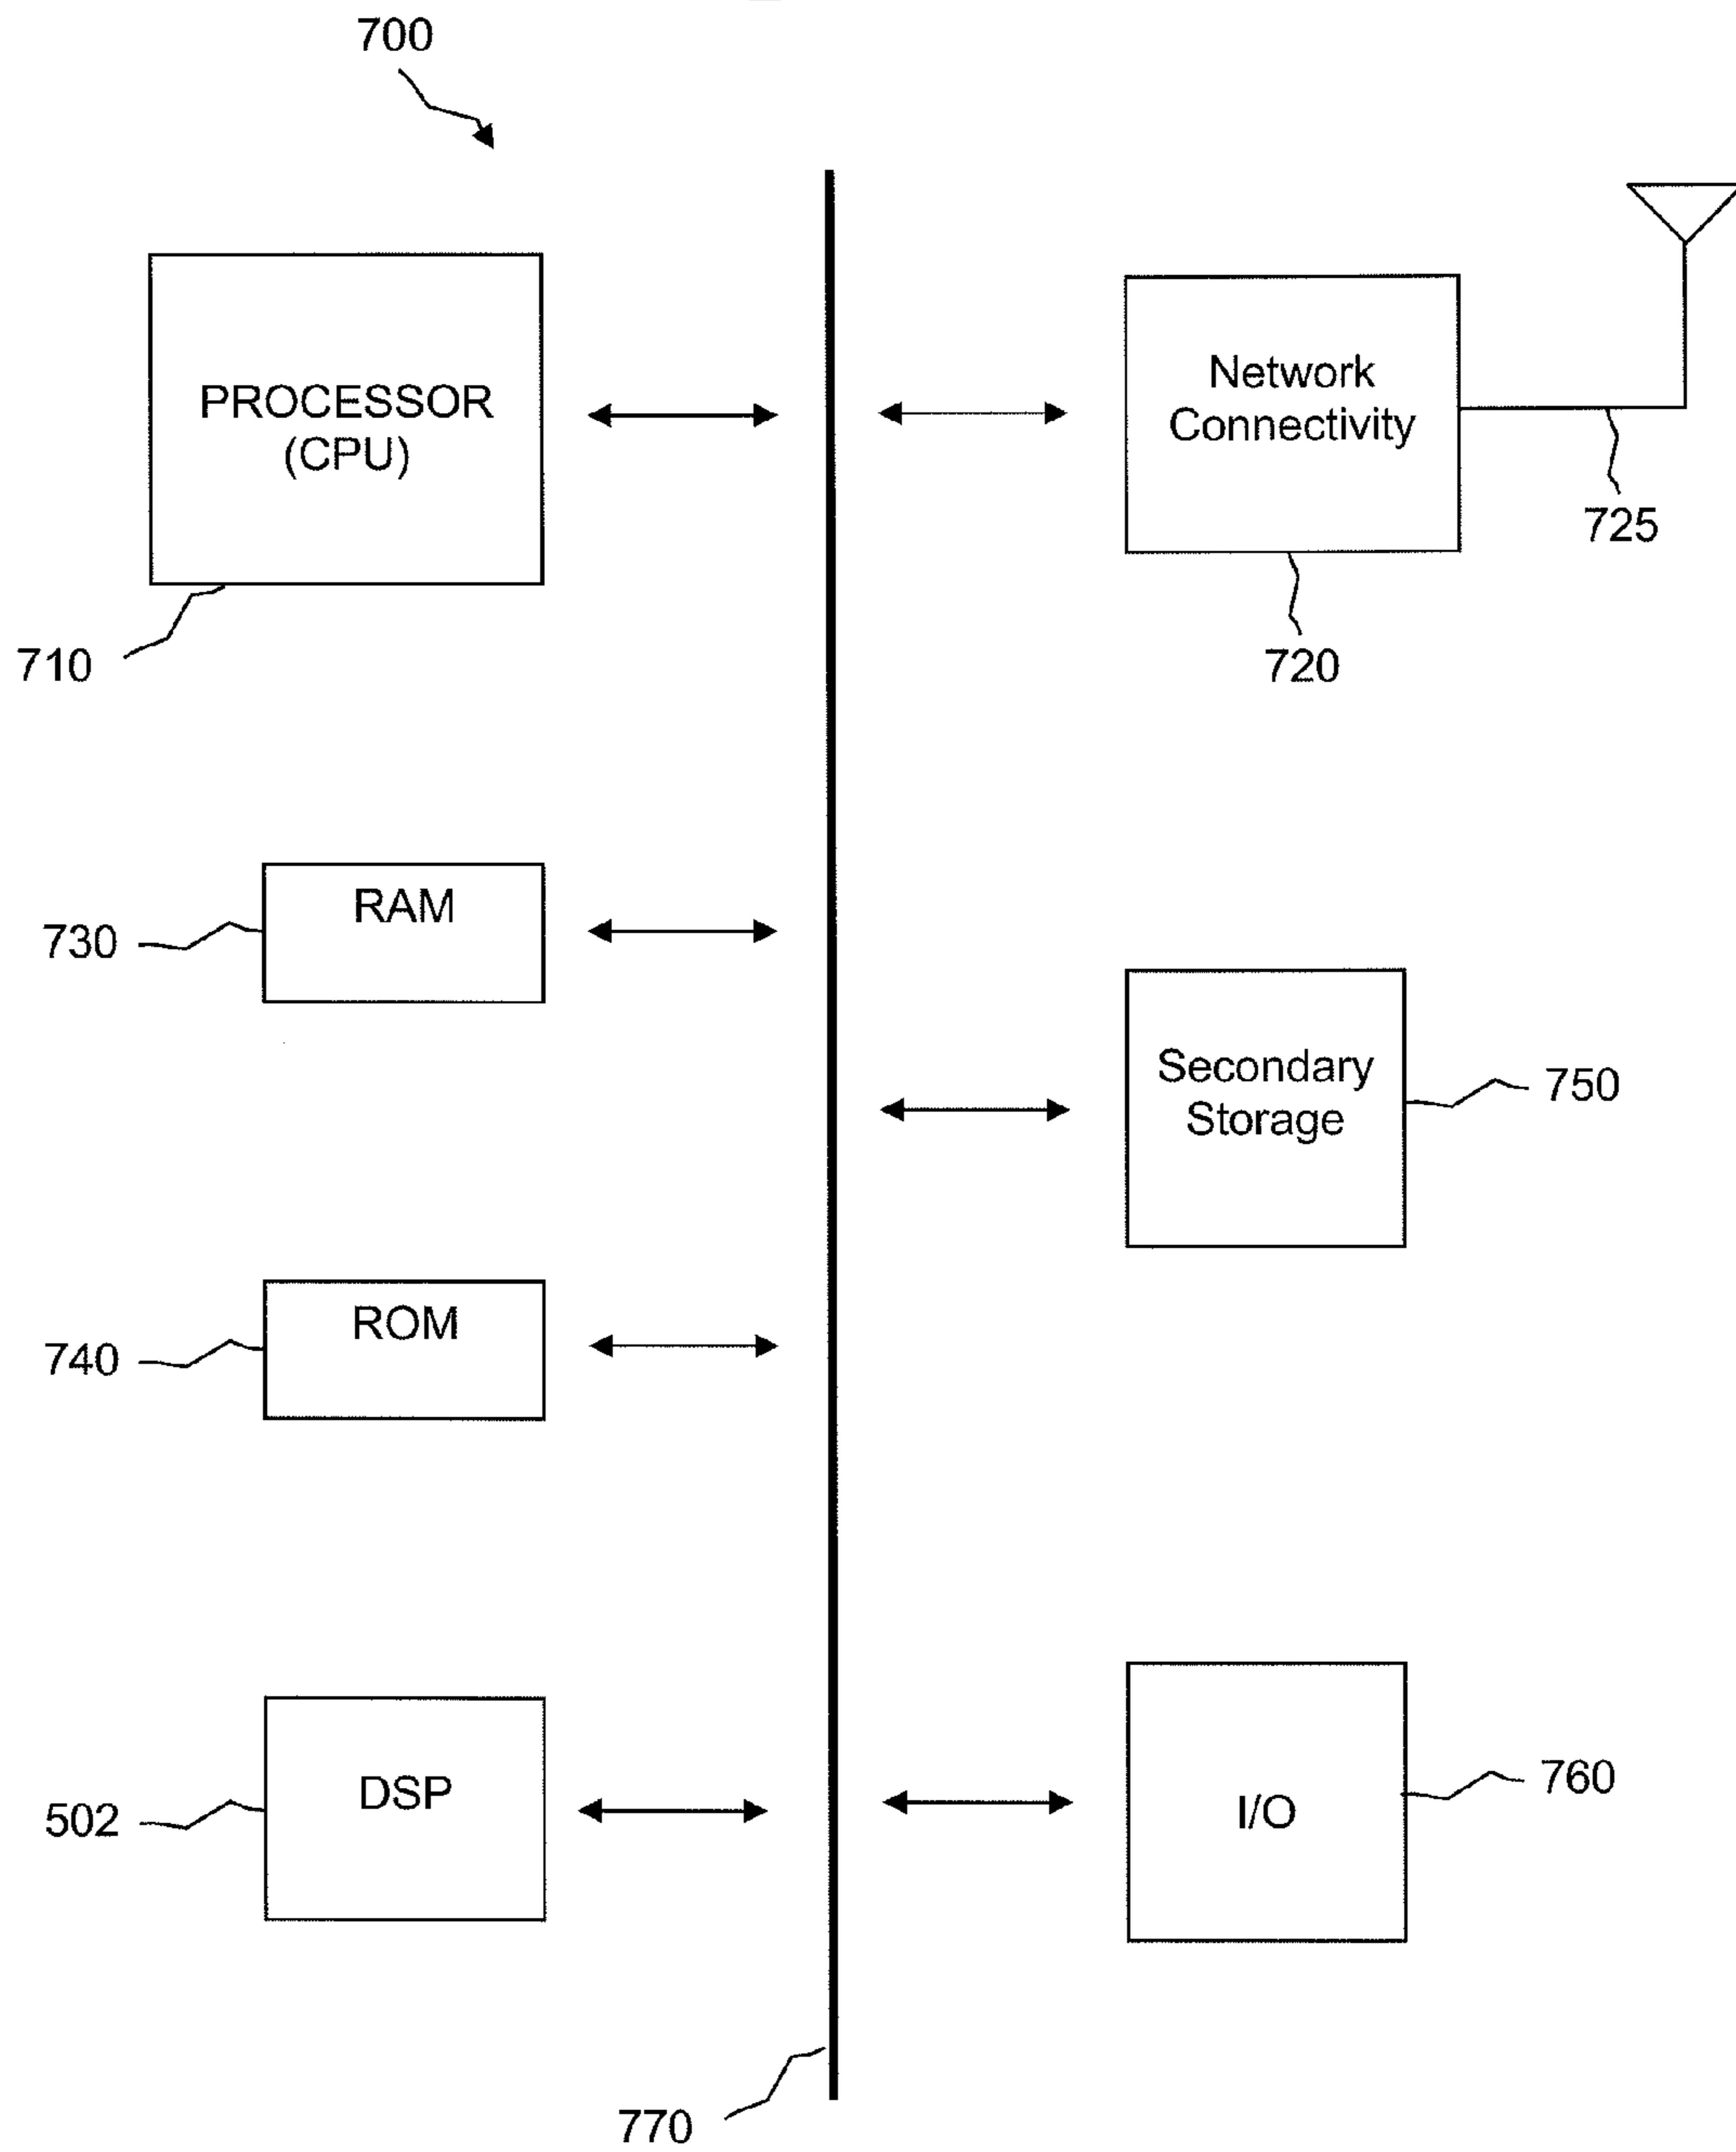 700
PROCESSOR
(CPU)
710
Network
Connectivity
725
720
RAM
730
Secondary
Storage
750
ROM
740
DSP
502
I/O
760
770